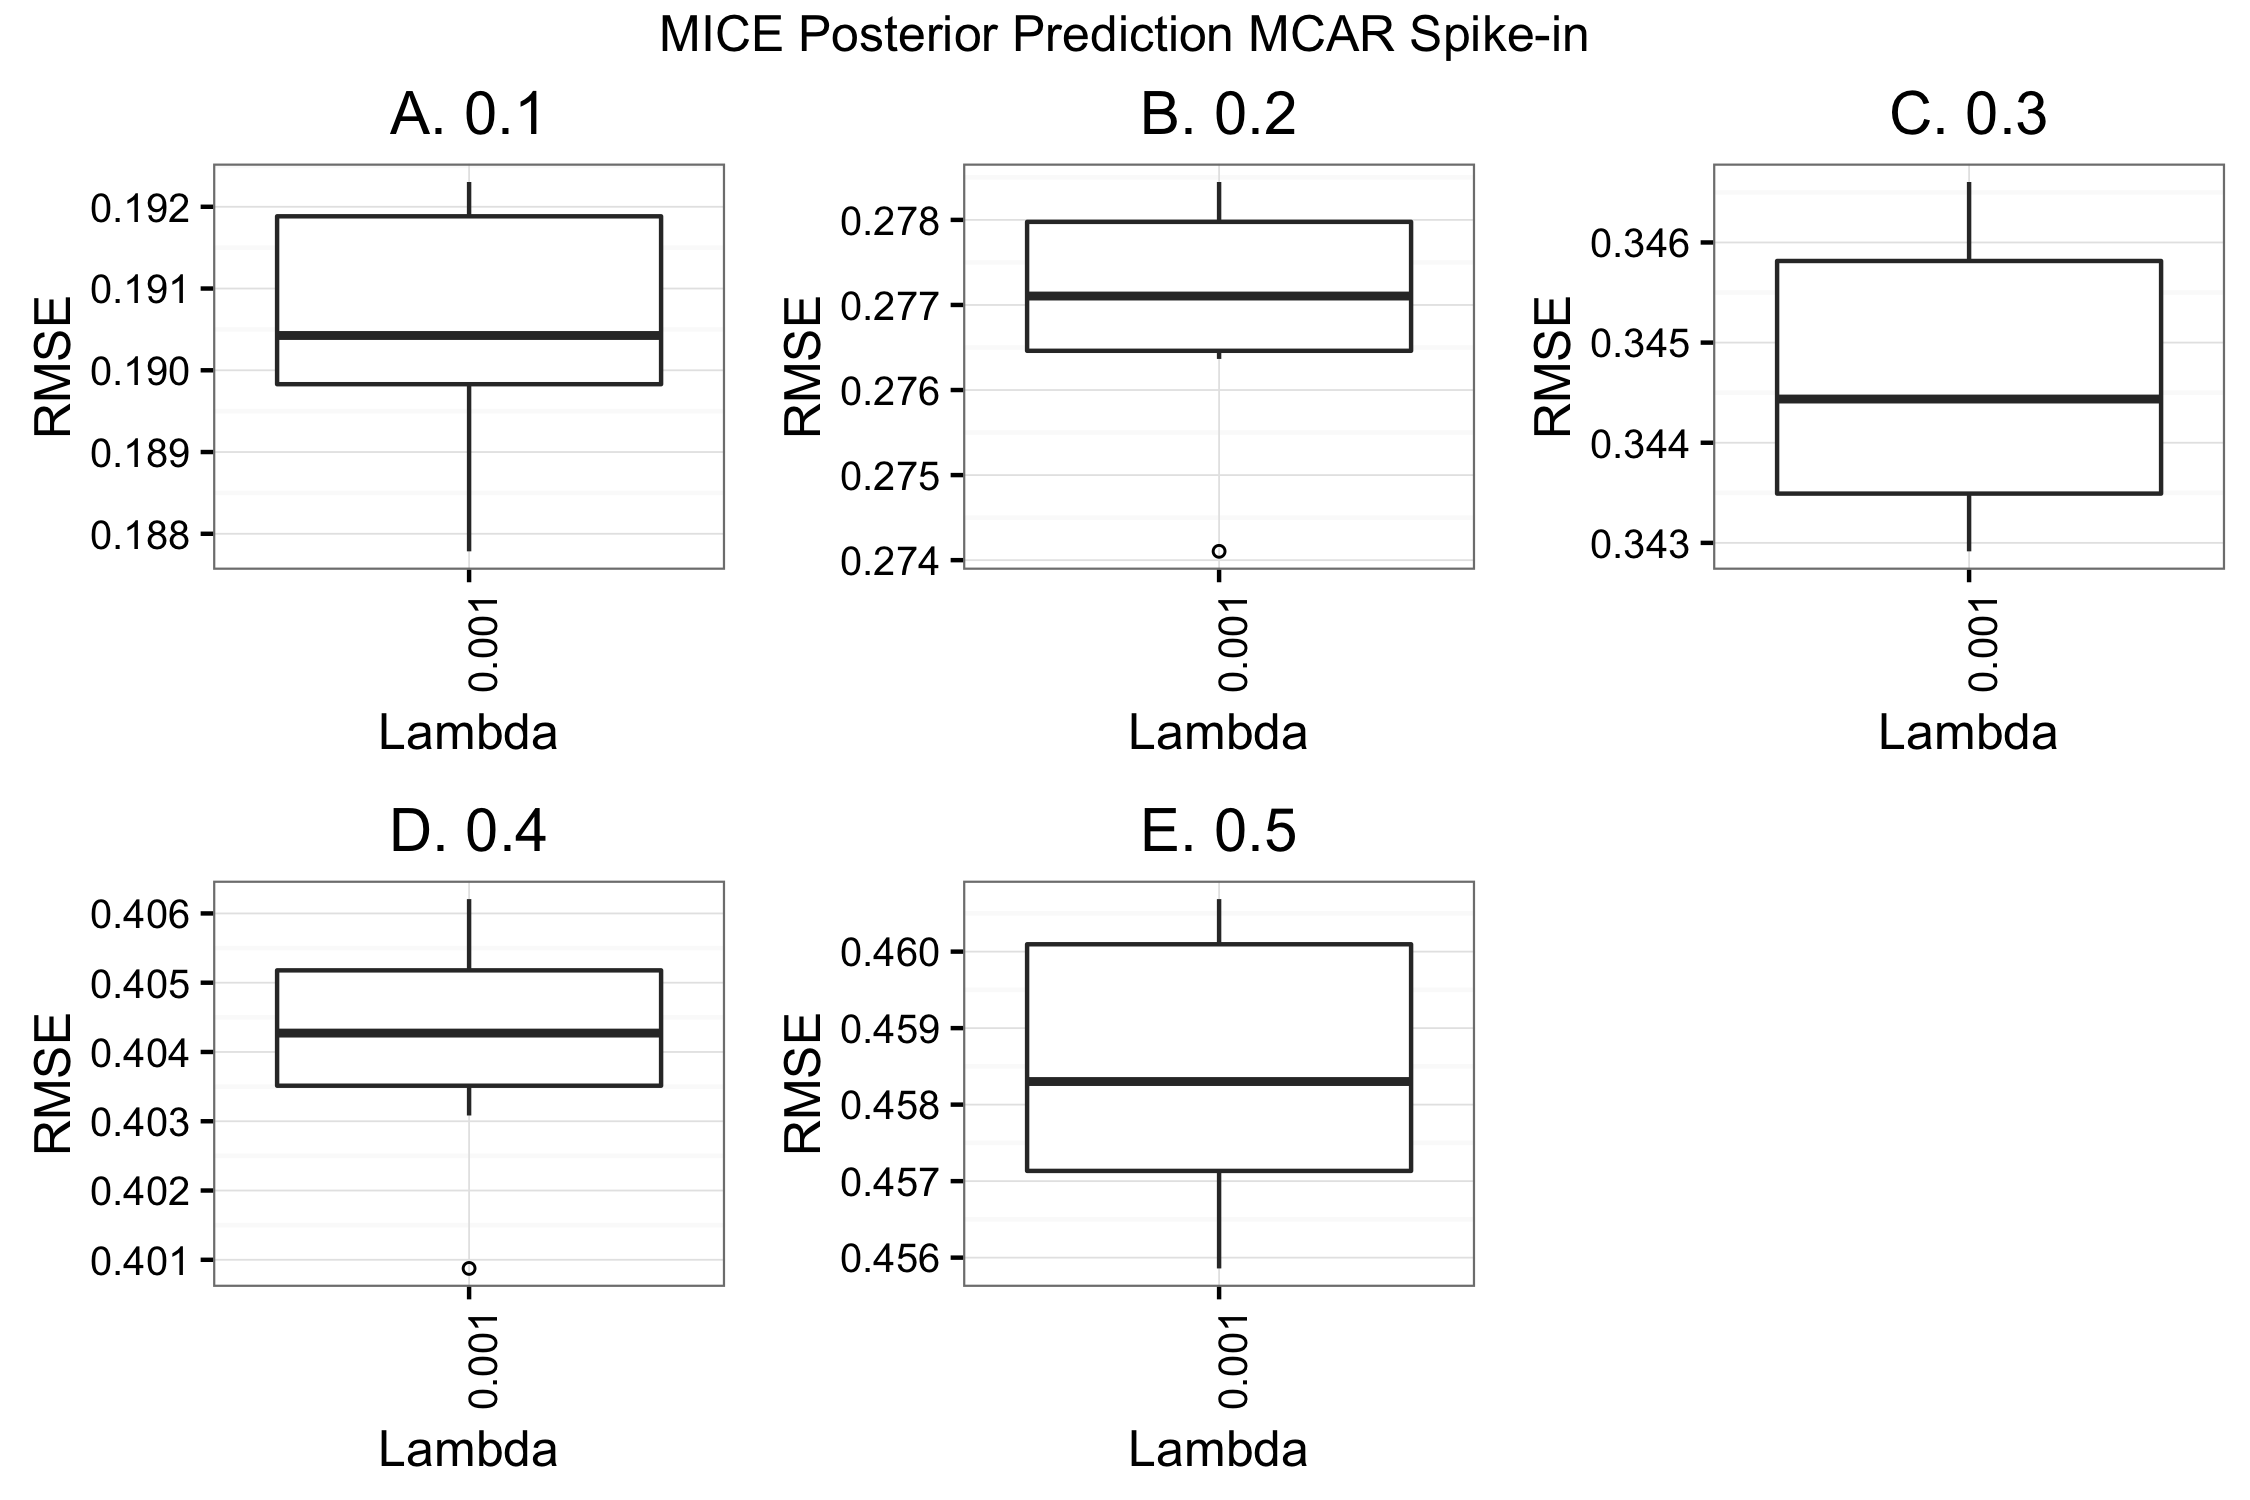 MICE Posterior Prediction MCAR Spike-in
A. 0.1
RMSE
0.192
0.191
0.190
0.189
0.188
0.001
Lambda
B. 0.2
RMSE
0.278
0.277
0.276
0.275
0.274
0.001
Lambda
C. 0.3
RMSE
0.346
0.345
0.344
0.343
0.001
Lambda
D. 0.4
RMSE
0.406
0.405
0.404
0.403
0.402
0.401
0.001
Lambda
E. 0.5
RMSE
0.460
0.459
0.458
0.457
0.456
0.001
Lambda